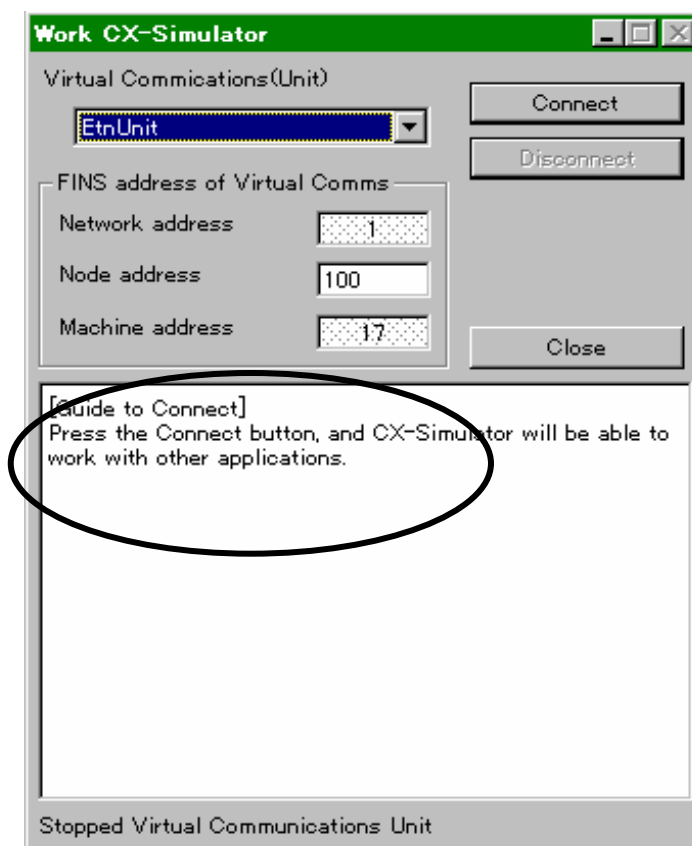 Work CX-Simulator
Virtual Commications(Unit)
EtnUnit
Connect
Disconnect
FINS address of Virtual Comms
Network address 1
Node address 100
Machine address 17
Close
[Guide to Connect]
Press the Connect button, and CX-Simulator will be able to
work with other applications.
Stopped Virtual Communications Unit